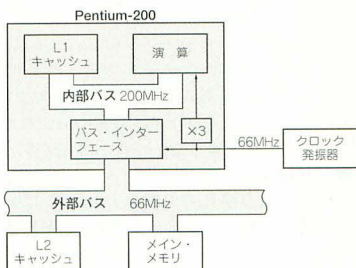 Pentium-200
L1
キャッシュ
演 算
内部バス 200MHz
バス・インター
フェース
×3
66MHz
クロック
発振器
外部バス 66MHz
L2
キャッシュ
メイン・
メモリ